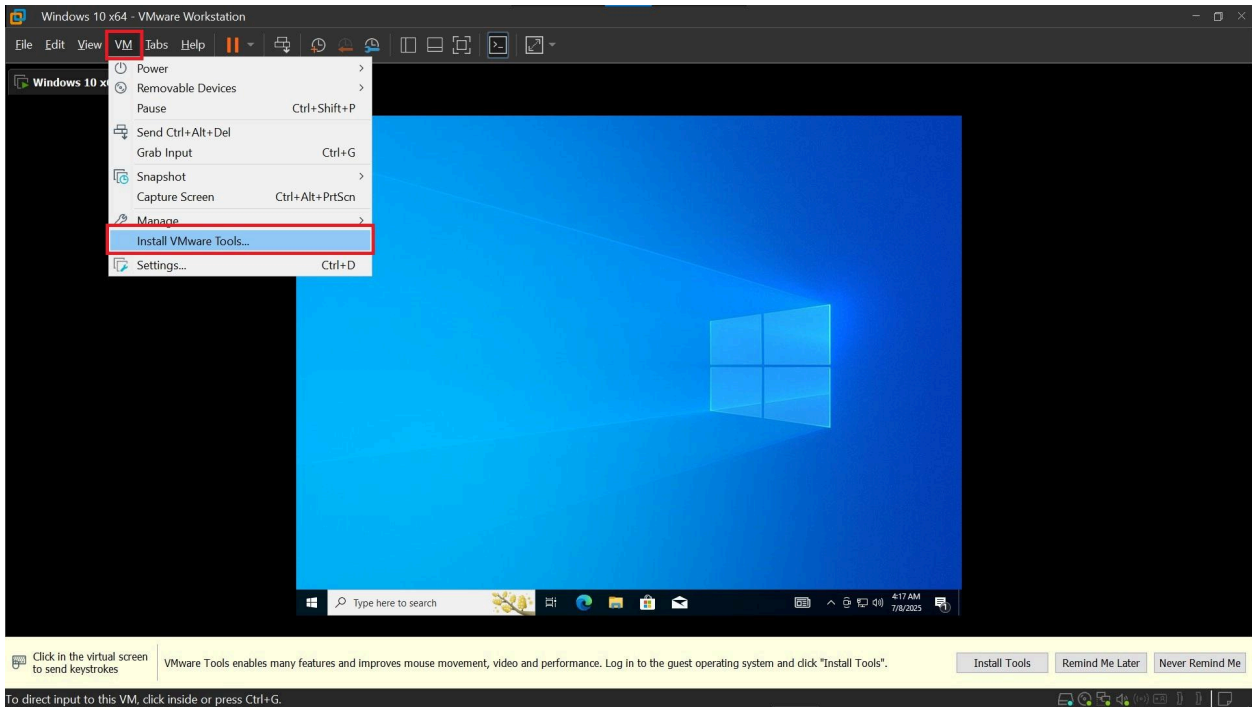 Windows 10 x64 - VMware Workstation
File Edit View VM Tabs Help
Windows 10 x6
Power
Removable Devices
Pause Ctrl+Shift+P
Send Ctrl+Alt+Del
Grab Input Ctrl+G
Snapshot
Capture Screen Ctrl+Alt+PrtScn
Manage
Install VMware Tools...
Settings... Ctrl+D
Type here to search
4:17 AM
7/8/2025
Click in the virtual screen
to send keystrokes
VMware Tools enables many features and improves mouse movement, video and performance. Log in to the guest operating system and click "Install Tools".
Install Tools Remind Me Later Never Remind Me
To direct input to this VM, click inside or press Ctrl+G.